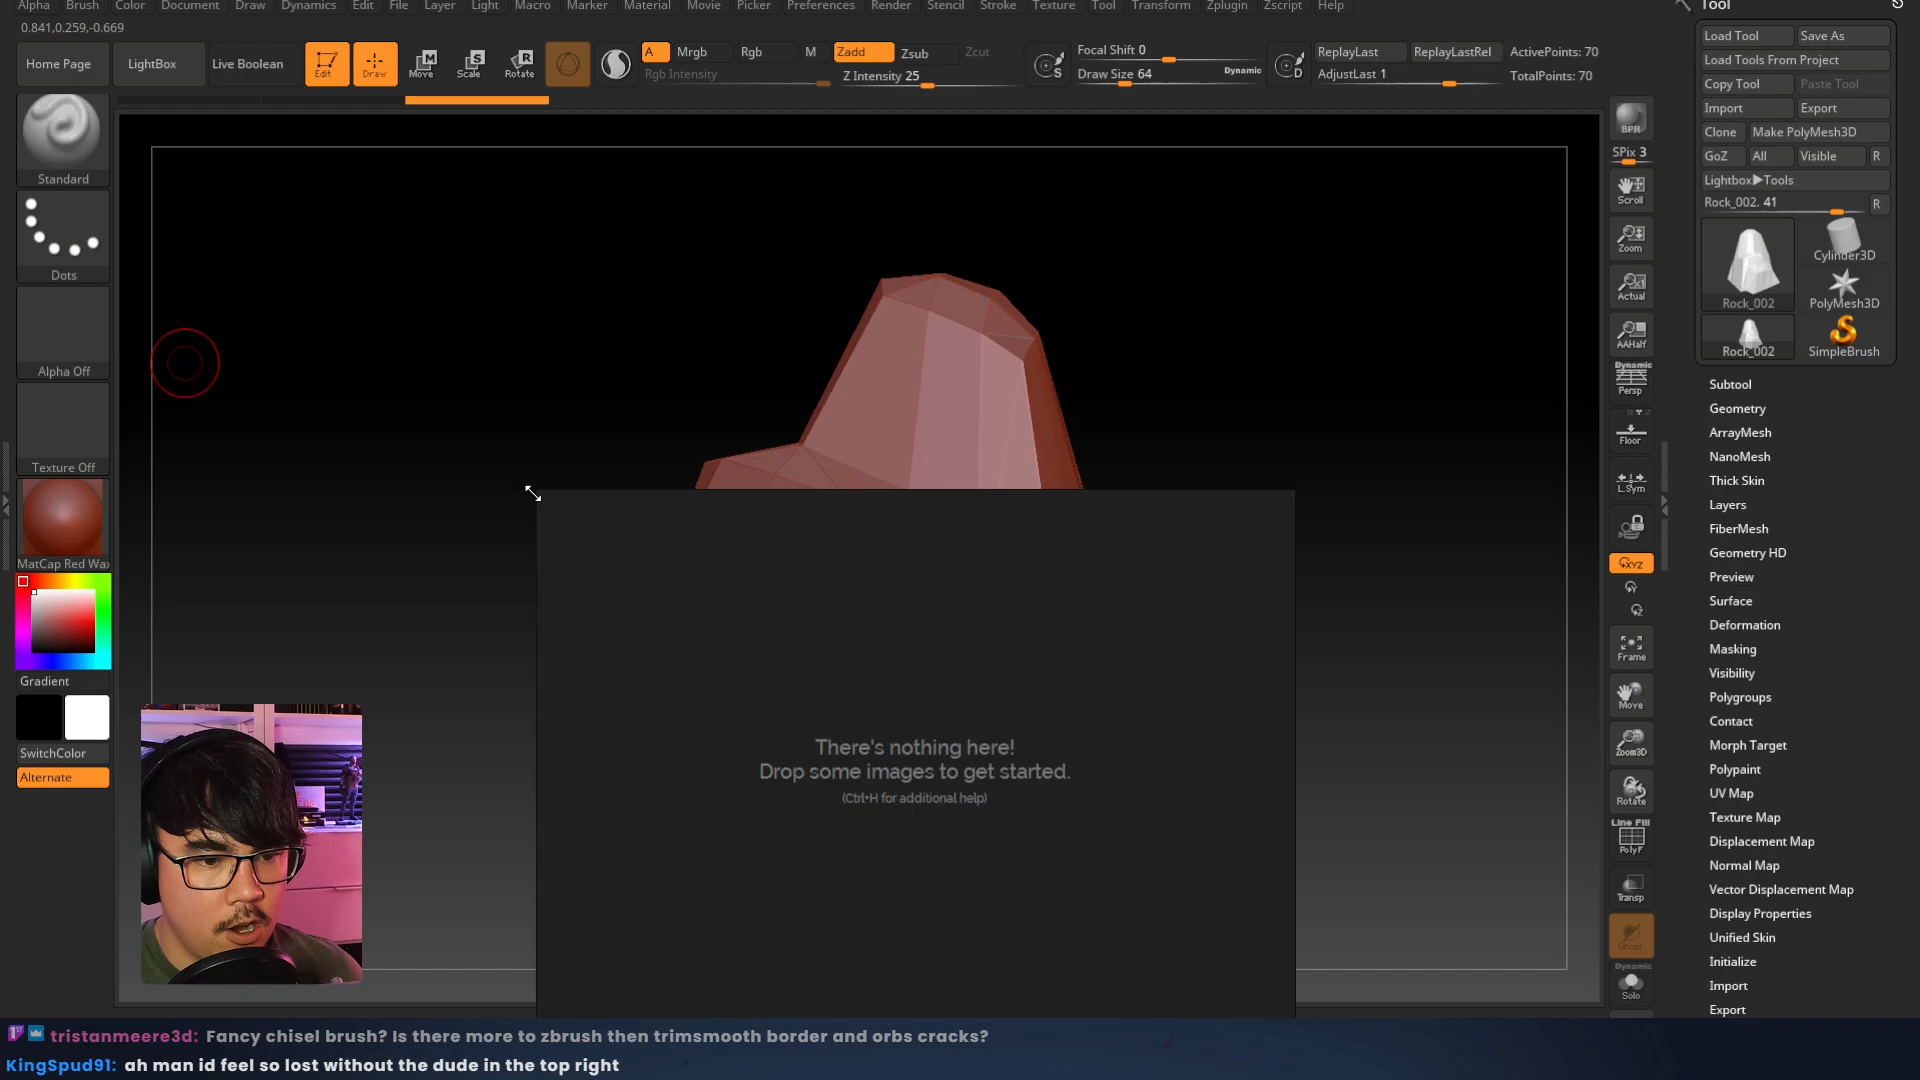 Alpha Brush Color Document Draw Dynamics Edit File Layer Light Macro Marker Material Movie Picker Preferences Render Stencil Stroke Texture Tool Transform Zplugin Zscript Help
Tool S
0.841,0.259,-0.669
Home Page
LightBox
Live Boolean
Edit
Draw
Move
Scale
Rotate
A Mrgb Rgb M Zadd Zsub Zcut
Rgb Intensity
Z Intensity 25
S
Focal Shift 0
Draw Size 64
Dynamic
D
ReplayLast ReplayLastRel
AdjustLast 1
ActivePoints: 70
TotalPoints: 70
Standard
Dots
Alpha Off
Texture Off
MatCap Red Wax
Gradient
SwitchColor
Alternate
BPR
SPix 3
Scroll
Zoom
Actual
AAHalf
Dynamic
Persp
Floor
L.Sym
XYZ
Y
Z
Frame
Move
Zoom3D
Rotate
Line Fill
PolyF
Transp
Ghost
Dynamic
Solo
Load Tool Save As
Load Tools From Project
Copy Tool Paste Tool
Import Export
Clone Make PolyMesh3D
GoZ All Visible R
Lightbox▶Tools
Rock_002. 41 R
Rock_002
Cylinder3D
PolyMesh3D
Rock_002
SimpleBrush
Subtool
Geometry
ArrayMesh
NanoMesh
Thick Skin
Layers
FiberMesh
Geometry HD
Preview
Surface
Deformation
Masking
Visibility
Polygroups
Contact
Morph Target
Polypaint
UV Map
Texture Map
Displacement Map
Normal Map
Vector Displacement Map
Display Properties
Unified Skin
Initialize
Import
Export
There's nothing here!
Drop some images to get started.
(Ctrl+H for additional help)
tristanmeere3d: Fancy chisel brush? Is there more to zbrush then trimsmooth border and orbs cracks?
KingSpud91: ah man id feel so lost without the dude in the top right